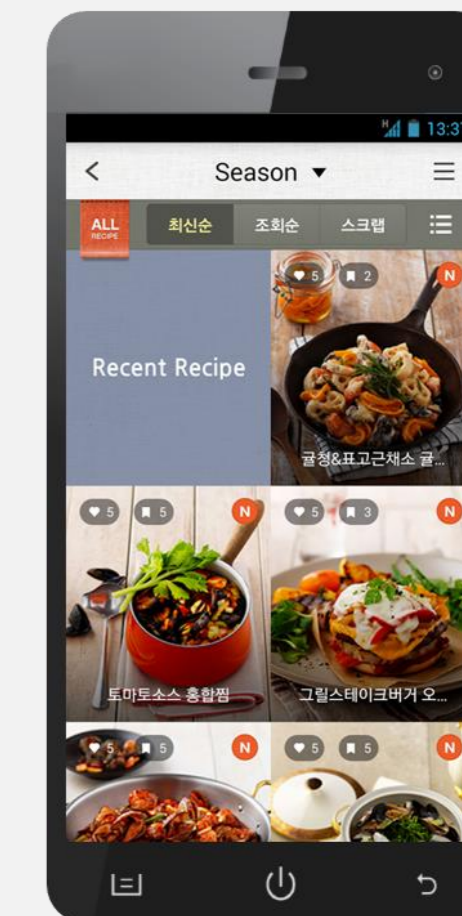 H 13:37
Season ▼
ALL
RECIPE
최신순 조회순 스크랩
Recent Recipe
5 2 N
귤청&표고근채소 귤...
5 5 N
5 3 N
토마토소스 홍합찜
그릴스테이크버거 오...
5 5 N
5 5 N